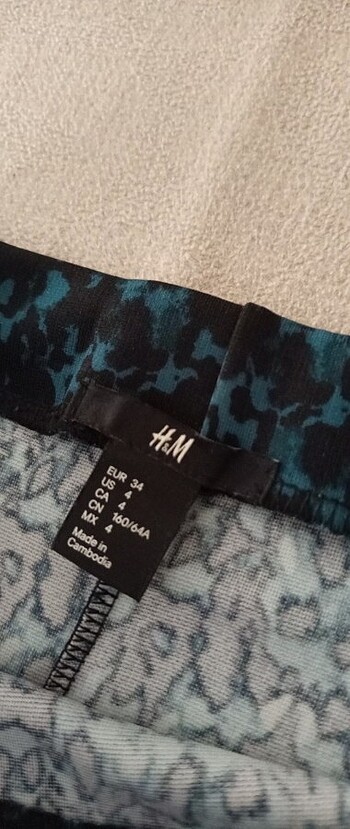 H&M
EUR 34
US 4
CA 4
CN 160/64A
MX 4
Made in
Cambodia